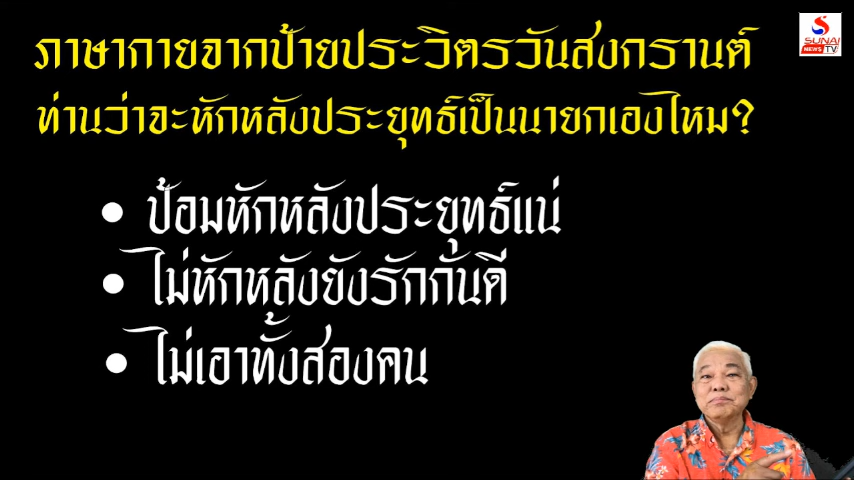 ภาษากายจากป้ายประวิตรวันสงกรานต์
ท่านว่าจะหักหลังประยุทธ์เป็นนายกเองไหม?
• ป้อมหักหลังประยุทธ์แน่
• ไม่หักหลังยังรักกันดี
• ไม่เอาทั้งสองคน
SUNAI
NEWS TV